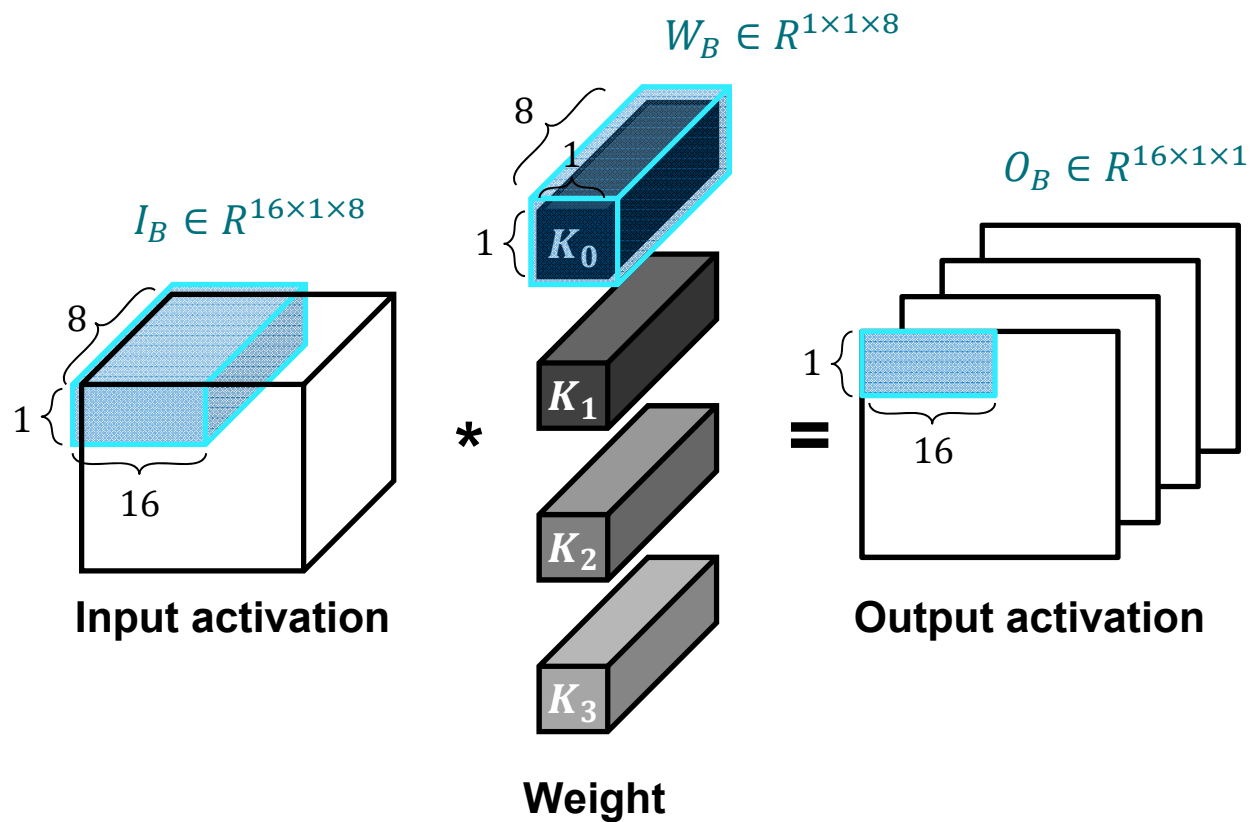 W_B ∈ R^{1×1×8}
8
1
1
K_0
I_B ∈ R^{16×1×8}
8
1
16
*
K_1
K_2
K_3
=
O_B ∈ R^{16×1×1}
1
16
Input activation
Weight
Output activation